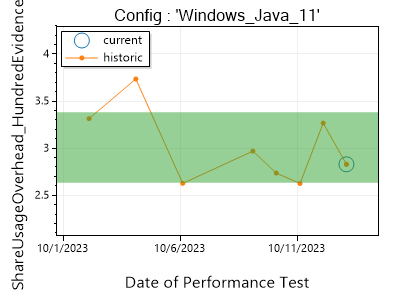 Config : 'Windows_Java_11'
ShareUsageOverhead_HundredEvidence
current
historic
4
3.5
3
2.5
10/1/2023
10/6/2023
10/11/2023
Date of Performance Test